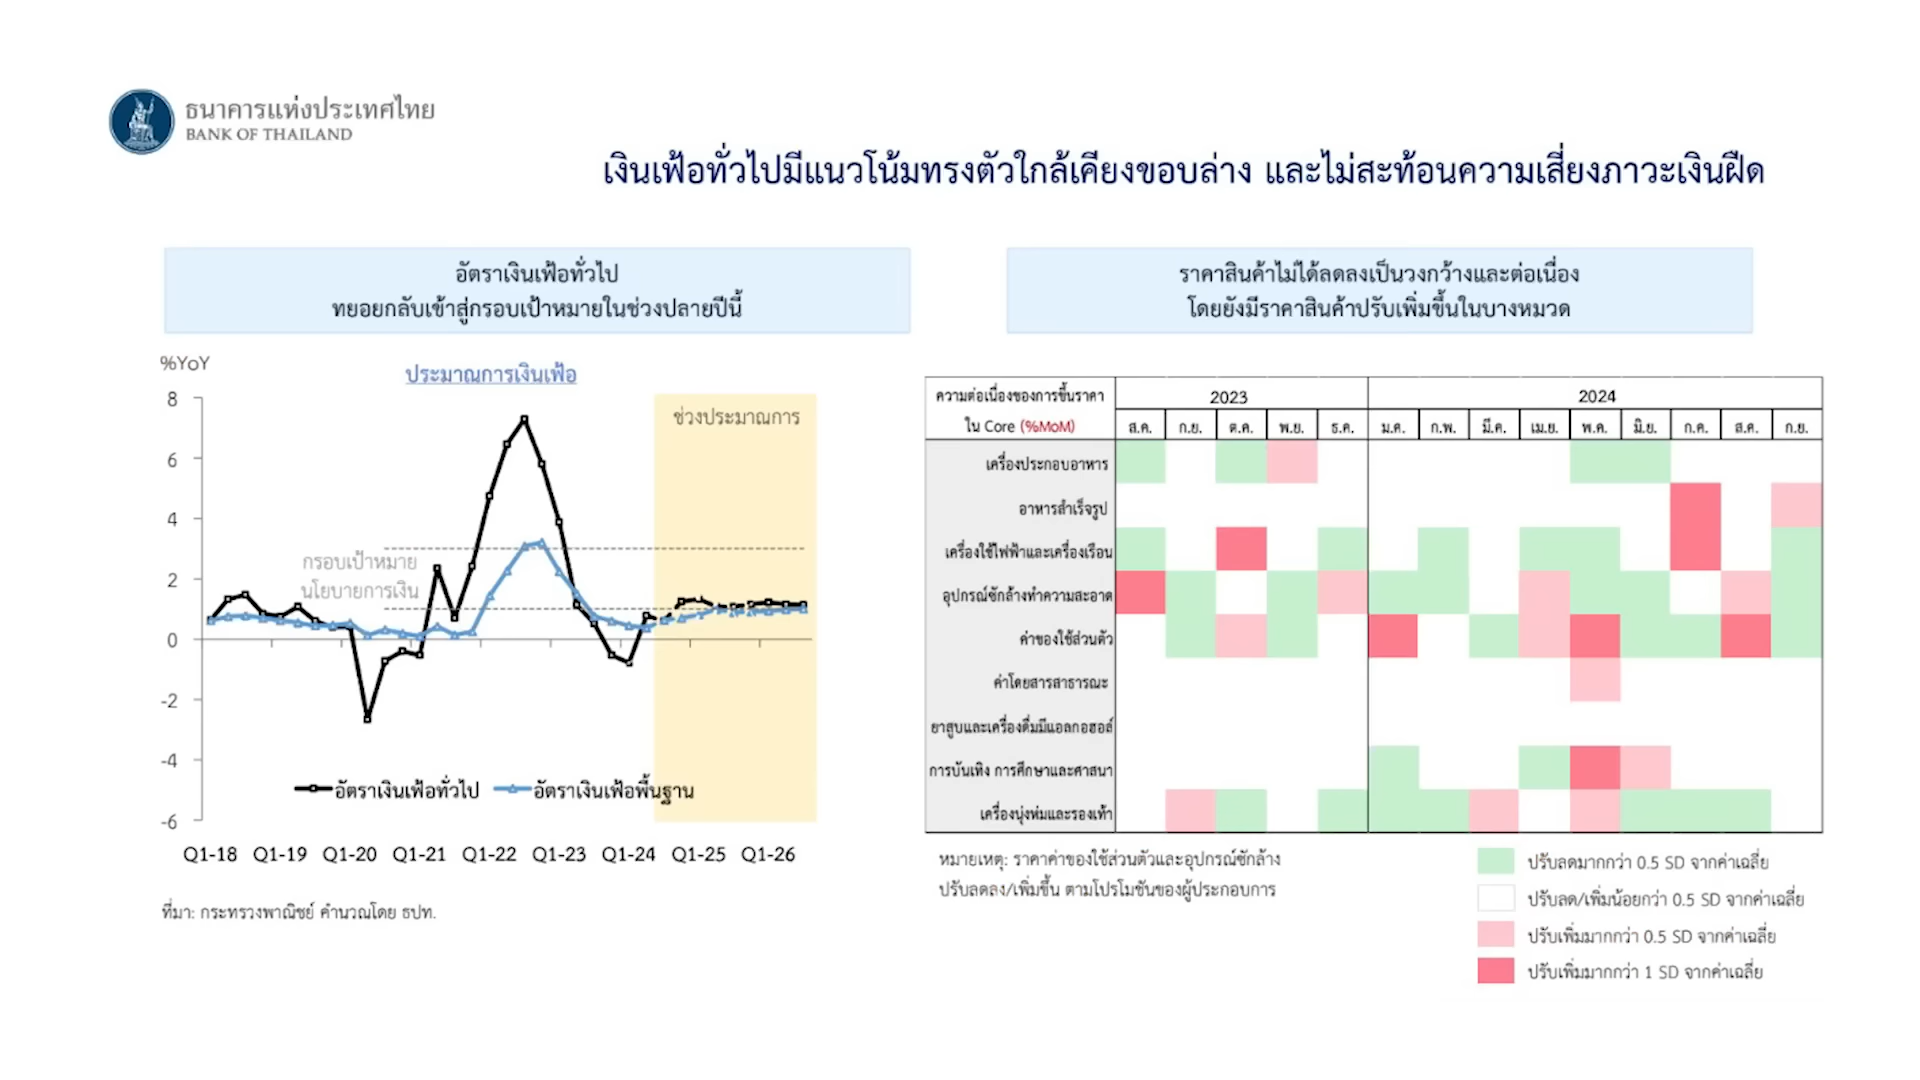 ธนาคารแห่งประเทศไทย
BANK OF THAILAND
เงินเฟ้อทั่วไปมีแนวโน้มทรงตัวใกล้เคียงขอบล่าง และไม่สะท้อนความเสี่ยงภาวะเงินฝืด
อัตราเงินเฟ้อทั่วไป
ทยอยกลับเข้าสู่กรอบเป้าหมายในช่วงปลายปีนี้
%YoY
ประมาณการเงินเฟ้อ
ช่วงประมาณการ
8
6
4
2
0
-2
-4
-6
กรอบเป้าหมาย
นโยบายการเงิน
อัตราเงินเฟ้อทั่วไป อัตราเงินเฟ้อพื้นฐาน
Q1-18 Q1-19 Q1-20 Q1-21 Q1-22 Q1-23 Q1-24 Q1-25 Q1-26
ที่มา: กระทรวงพาณิชย์ คำนวณโดย ธปท.
ราคาสินค้าไม่ได้ลดลงเป็นวงกว้างและต่อเนื่อง
โดยยังมีราคาสินค้าปรับเพิ่มขึ้นในบางหมวด
ความต่อเนื่องของการขึ้นราคา 2023 2024
ใน Core (%MoM) ส.ค. ก.ย. ต.ค. พ.ย. ธ.ค. ม.ค. ก.พ. มี.ค. เม.ย. พ.ค. มิ.ย. ก.ค. ส.ค. ก.ย.
เครื่องประกอบอาหาร
อาหารสำเร็จรูป
เครื่องใช้ไฟฟ้าและเครื่องเรือน
อุปกรณ์ซักล้างทำความสะอาด
ค่าของใช้ส่วนตัว
ค่าโดยสารสาธารณะ
ยาสูบและเครื่องดื่มมีแอลกอฮอล์
การบันเทิง การศึกษาและศาสนา
เครื่องนุ่งห่มและรองเท้า
หมายเหตุ: ราคาค่าของใช้ส่วนตัวและอุปกรณ์ซักล้าง
ปรับลดลง/เพิ่มขึ้น ตามโปรโมชันของผู้ประกอบการ
ปรับลดมากกว่า 0.5 SD จากค่าเฉลี่ย
ปรับลด/เพิ่มน้อยกว่า 0.5 SD จากค่าเฉลี่ย
ปรับเพิ่มมากกว่า 0.5 SD จากค่าเฉลี่ย
ปรับเพิ่มมากกว่า 1 SD จากค่าเฉลี่ย